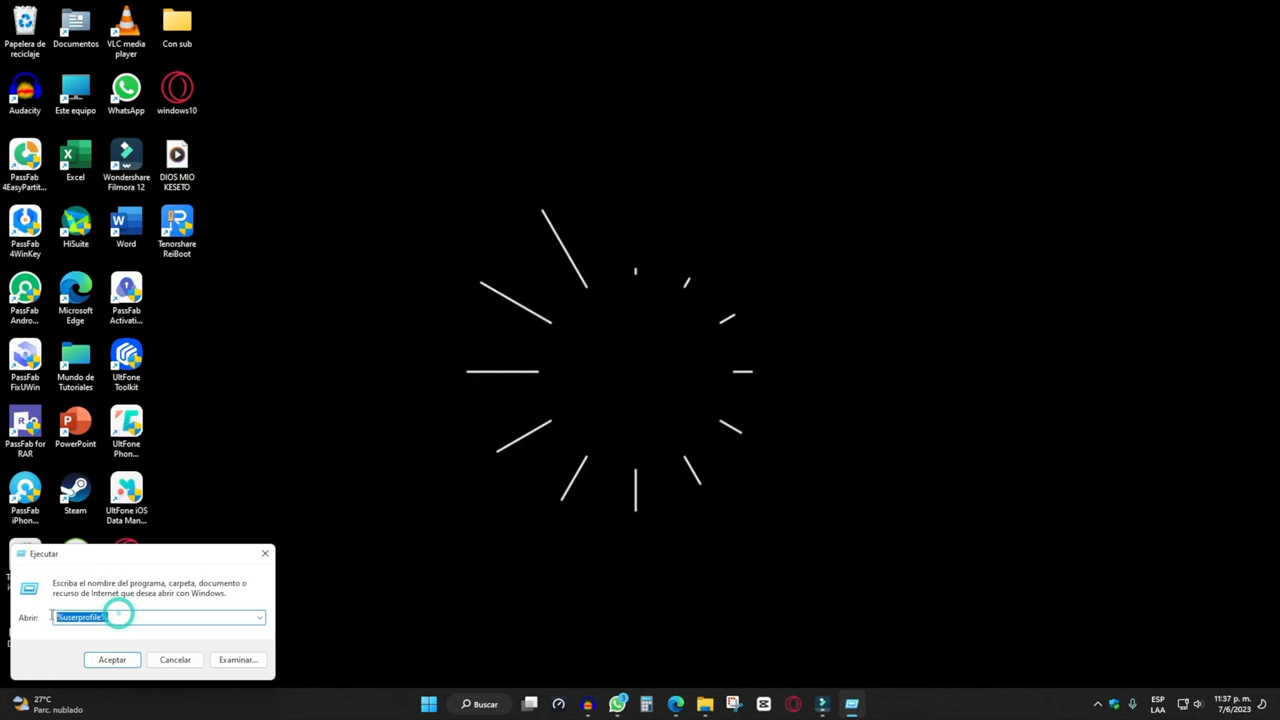 Papelera de
reciclaje
Documentos
VLC media
player
Con sub
Audacity
Este equipo
WhatsApp
windows10
PassFab
4EasyPartit...
Excel
Wondershare
Filmora 12
DIOS MIO
KESETO
PassFab
4WinKey
HiSuite
Word
Tenorshare
ReiBoot
PassFab
Andro...
Microsoft
Edge
PassFab
Activati...
PassFab
FixUWin
Mundo de
Tutoriales
UltFone
Toolkit
PassFab for
RAR
PowerPoint
UltFone
Phon...
PassFab
iPhon...
Steam
UltFone iOS
Data Man...
Ejecutar
Escriba el nombre del programa, carpeta, documento o
recurso de Internet que desea abrir con Windows.
Abrir:
%userprofile%
Aceptar
Cancelar
Examinar...
27°C
Parc. nublado
Buscar
3
ESP
LAA
11:37 p. m.
7/6/2023